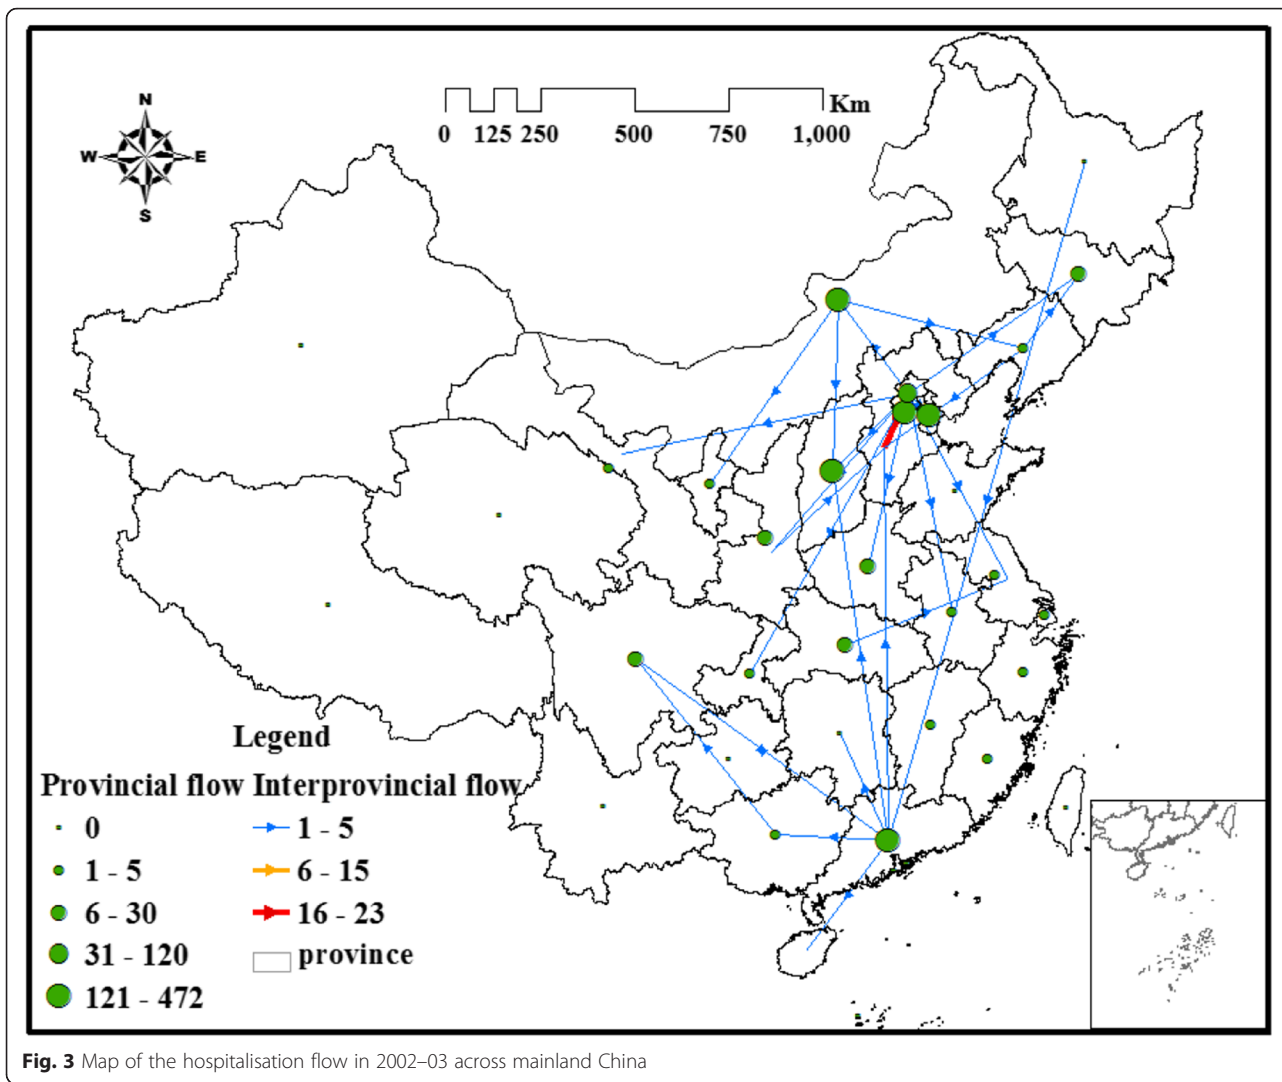 N
W E
S
Km
0 125 250 500 750 1,000
Legend
Provincial flow Interprovincial flow
0 1 - 5
1 - 5 6 - 15
6 - 30 16 - 23
31 - 120 province
121 - 472
Fig. 3 Map of the hospitalisation flow in 2002–03 across mainland China